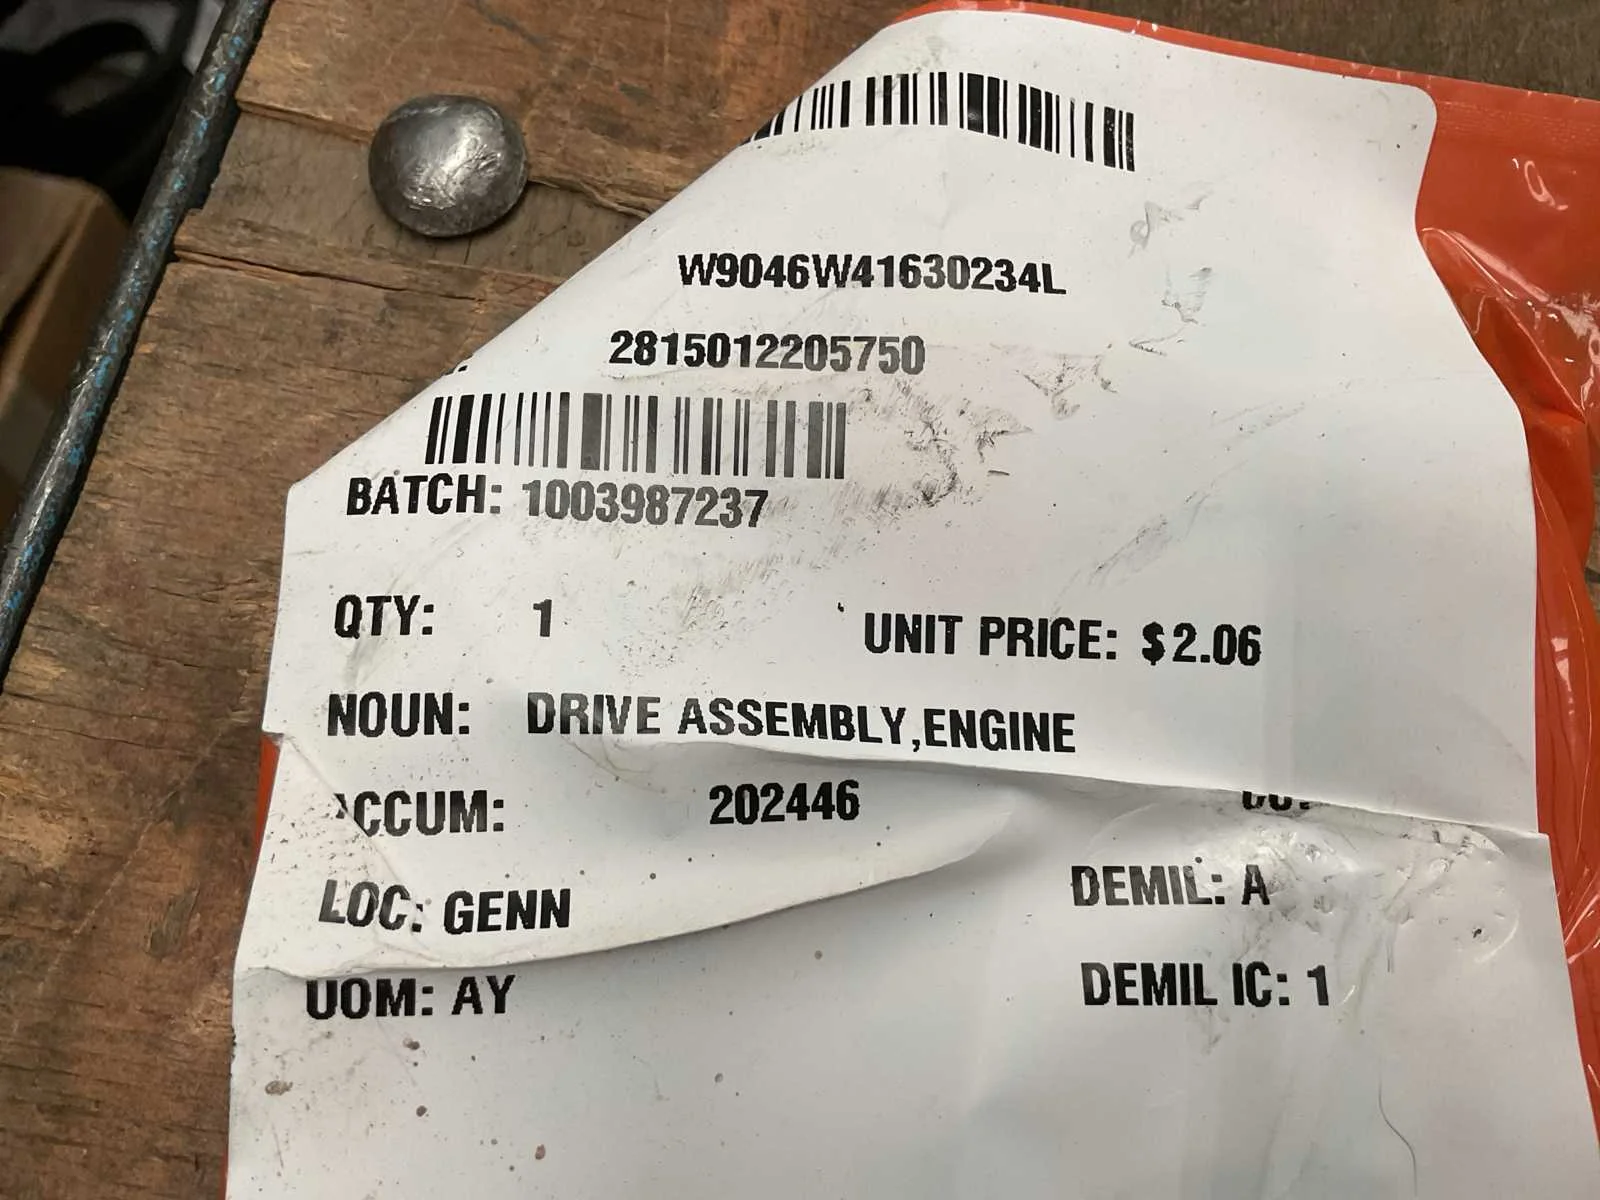 W9046W41630234L
2815012205750
BATCH: 1003987237
QTY: 1 UNIT PRICE: $2.06
NOUN: DRIVE ASSEMBLY,ENGINE
ACCUM: 202446
LOC: GENN DEMIL: A
UOM: AY DEMIL IC: 1